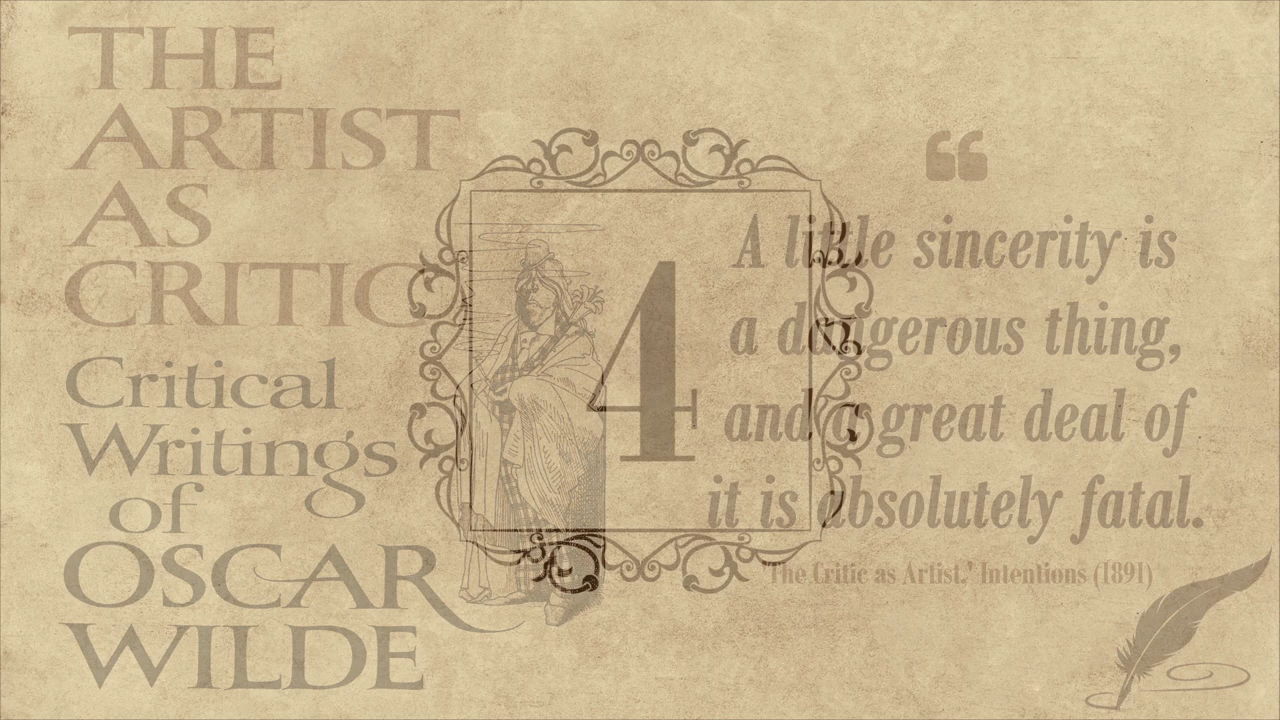 THE
ARTIST
AS
CRITIC
Critical
Writings
of
OSCAR
WILDE
4
“
A little sincerity is
a dangerous thing,
and a great deal of
it is absolutely fatal.
"The Critic as Artist," Intentions (1891)